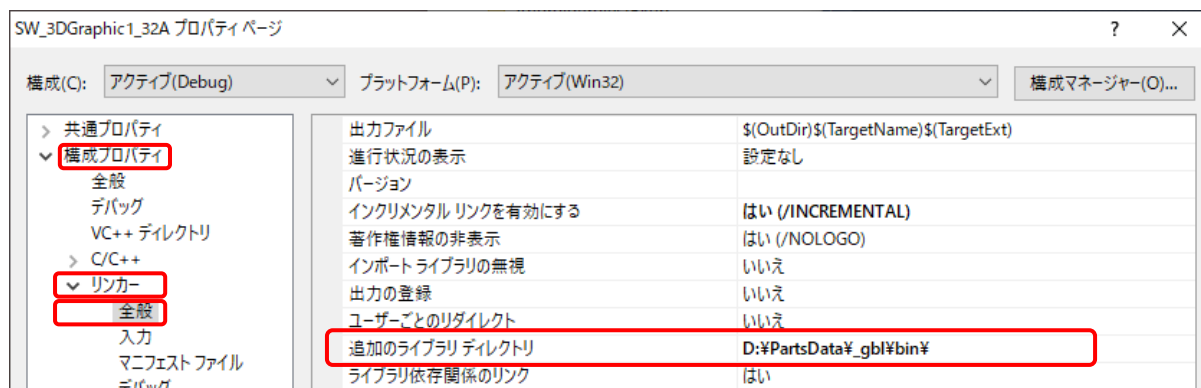 SW_3DGraphic1_32A プロパティ ページ ? ×
構成(C): アクティブ(Debug) プラットフォーム(P): アクティブ(Win32) 構成マネージャー(O)...
共通プロパティ
構成プロパティ
全般
デバッグ
VC++ ディレクトリ
C/C++
リンカー
全般
入力
マニフェスト ファイル
デバッグ
出力ファイル $(OutDir)$(TargetName)$(TargetExt)
進行状況の表示 設定なし
バージョン
インクリメンタル リンクを有効にする はい (/INCREMENTAL)
著作権情報の非表示 はい (/NOLOGO)
インポート ライブラリの無視 いいえ
出力の登録 いいえ
ユーザーごとのリダイレクト いいえ
追加のライブラリ ディレクトリ D:¥PartsData¥_gbl¥bin¥
ライブラリ依存関係のリンク はい